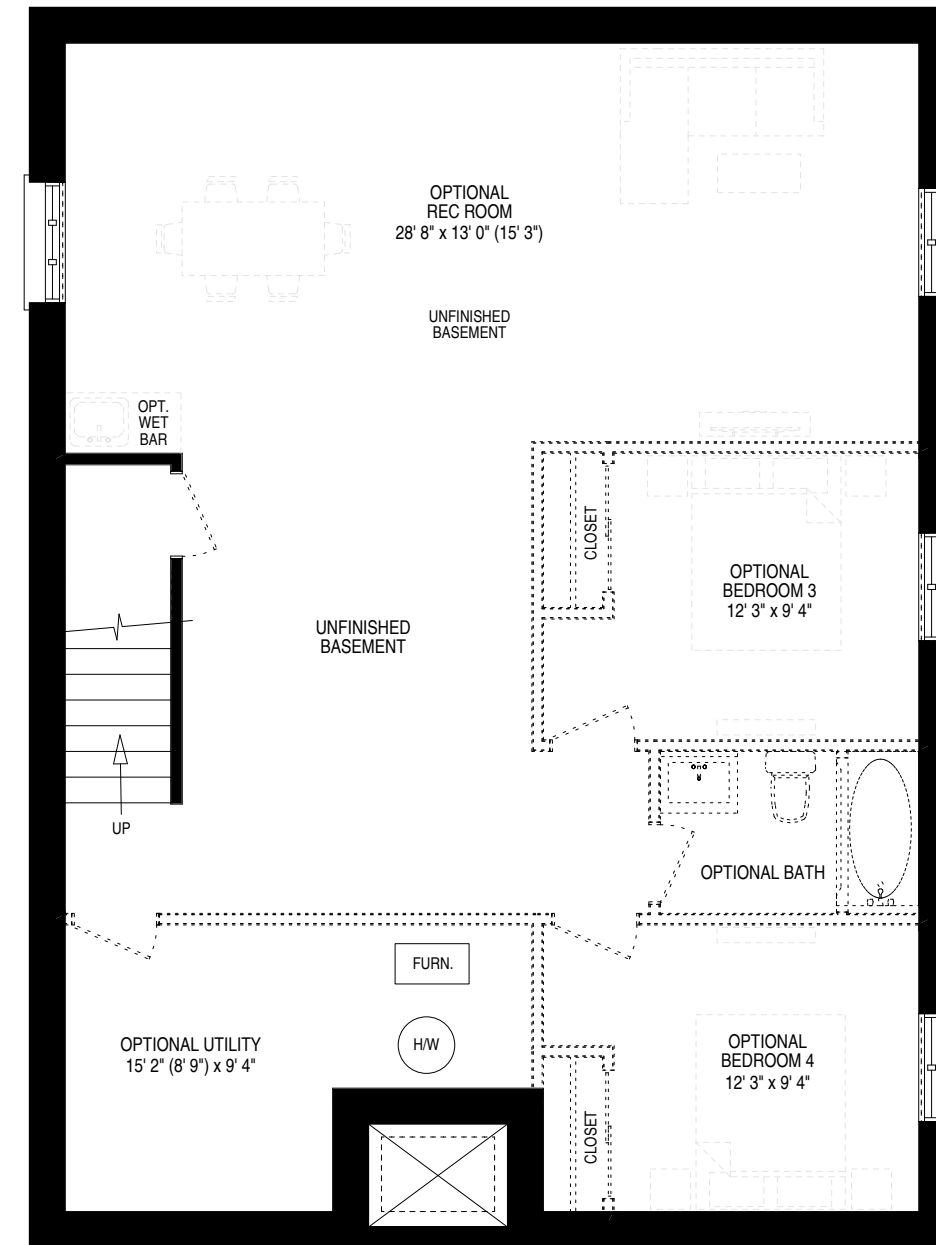 OPTIONAL
REC ROOM
28' 8" x 13' 0" (15' 3")
UNFINISHED
BASEMENT
OPT.
WET
BAR
CLOSET
OPTIONAL
BEDROOM 3
12' 3" x 9' 4"
UNFINISHED
BASEMENT
UP
OPTIONAL BATH
FURN.
H/W
OPTIONAL UTILITY
15' 2" (8' 9") x 9' 4"
OPTIONAL
BEDROOM 4
12' 3" x 9' 4"
CLOSET